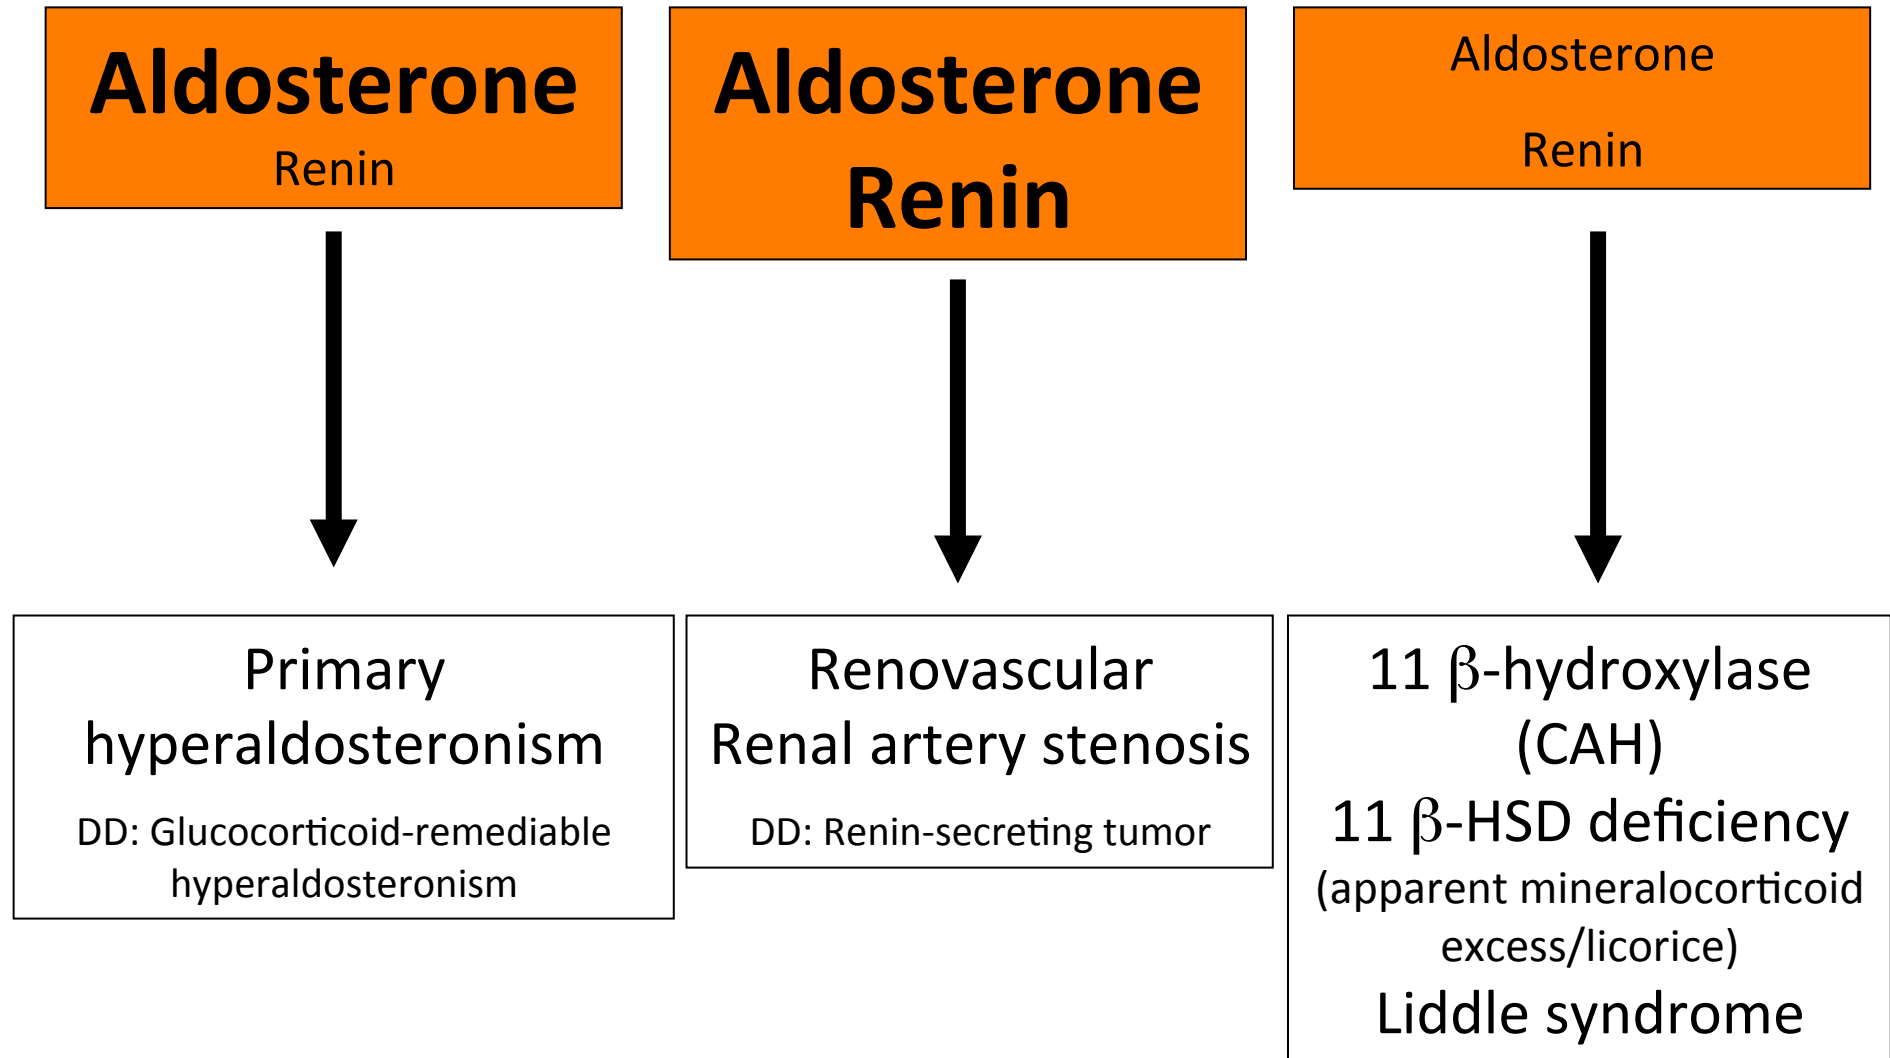 Aldosterone
Renin
Aldosterone
Renin
Aldosterone
Renin
Primary
hyperaldosteronism
DD: Glucocorticoid-remediable
hyperaldosteronism
Renovascular
Renal artery stenosis
DD: Renin-secreting tumor
11 β-hydroxylase
(CAH)
11 β-HSD deficiency
(apparent mineralocorticoid
excess/licorice)
Liddle syndrome